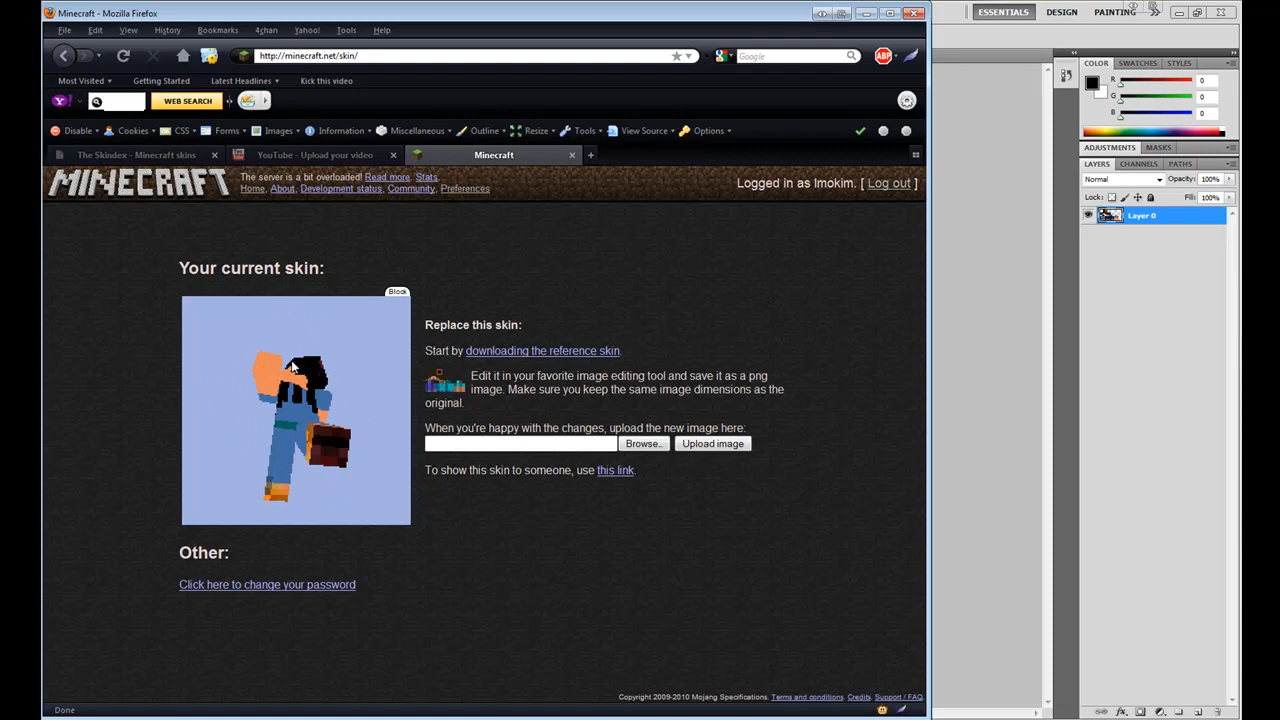 Minecraft - Mozilla Firefox
ESSENTIALS DESIGN PAINTING
File Edit View History Bookmarks 4chan Yahoo! Tools Help
http://minecraft.net/skin/ Google ABP
COLOR SWATCHES STYLES
Most Visited Getting Started Latest Headlines Kick this video
R 0
G 0
B 0
WEB SEARCH
Disable Cookies CSS Forms Images Information Miscellaneous Outline Resize Tools View Source Options
The Skindex - Minecraft skins YouTube - Upload your video Minecraft
ADJUSTMENTS MASKS
LAYERS CHANNELS PATHS
Normal Opacity: 100%
Lock: Fill: 100%
Layer 0
MINECRAFT
The server is a bit overloaded! Read more, Stats.
Home, About, Development status, Community, Preferences
Logged in as Imokim. [ Log out ]
Your current skin:
Block
Replace this skin:
Start by downloading the reference skin.
Edit it in your favorite image editing tool and save it as a png
image. Make sure you keep the same image dimensions as the
original.
When you're happy with the changes, upload the new image here:
Browse... Upload image
To show this skin to someone, use this link.
Other:
Click here to change your password
Copyright 2009-2010 Mojang Specifications. Terms and conditions. Credits. Support / FAQ.
Done